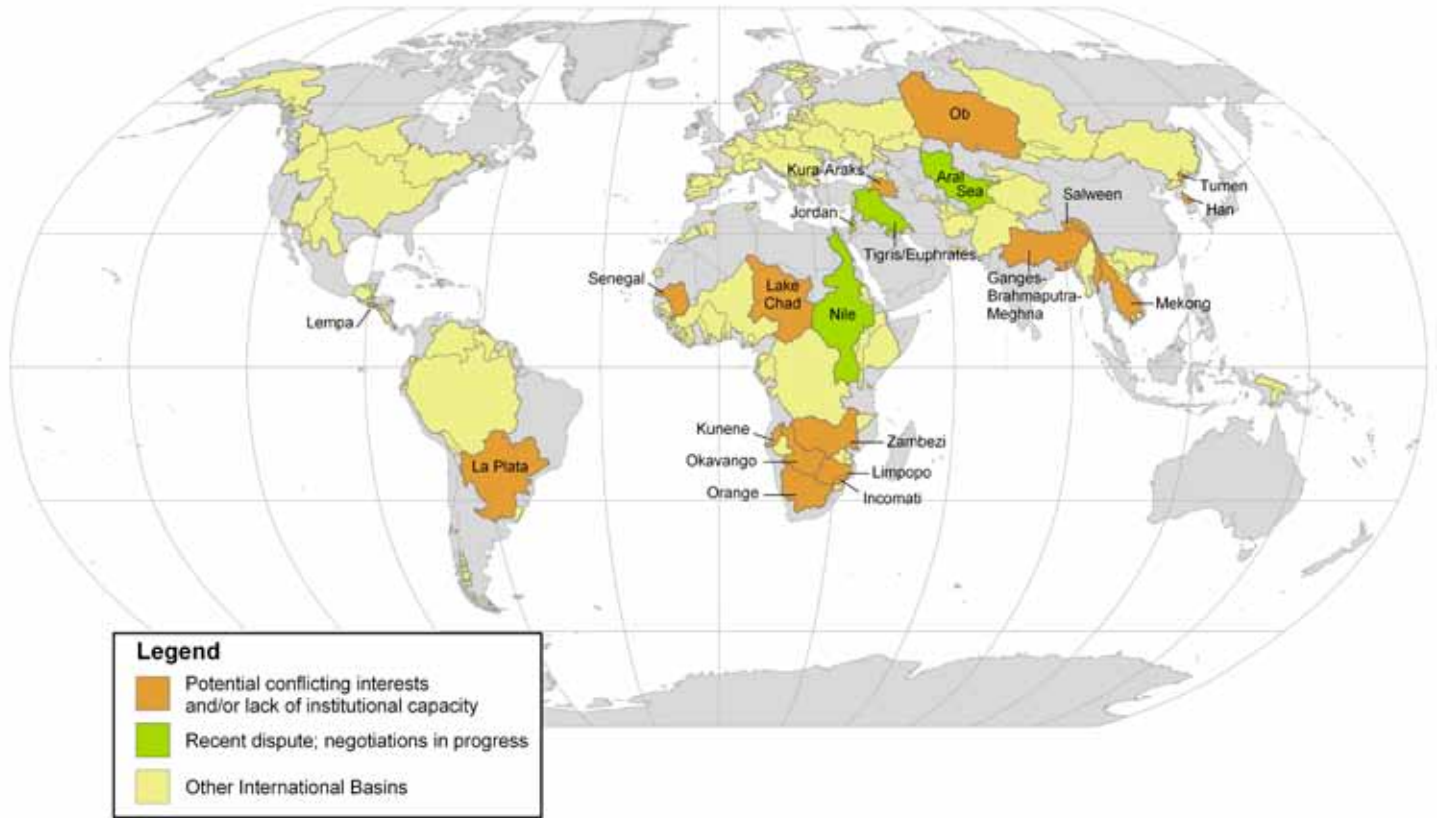 Ob
Kura-Araks
Aral
Sea
Tumen
Salween
Han
Jordan
Tigris/Euphrates
Senegal
Lake
Chad
Ganges-
Brahmaputra-
Meghna
Mekong
Nile
Lempa
Kunene
Zambezi
La Plata
Okavango
Limpopo
Orange
Incomati
Legend
Potential conflicting interests
and/or lack of institutional capacity
Recent dispute; negotiations in progress
Other International Basins